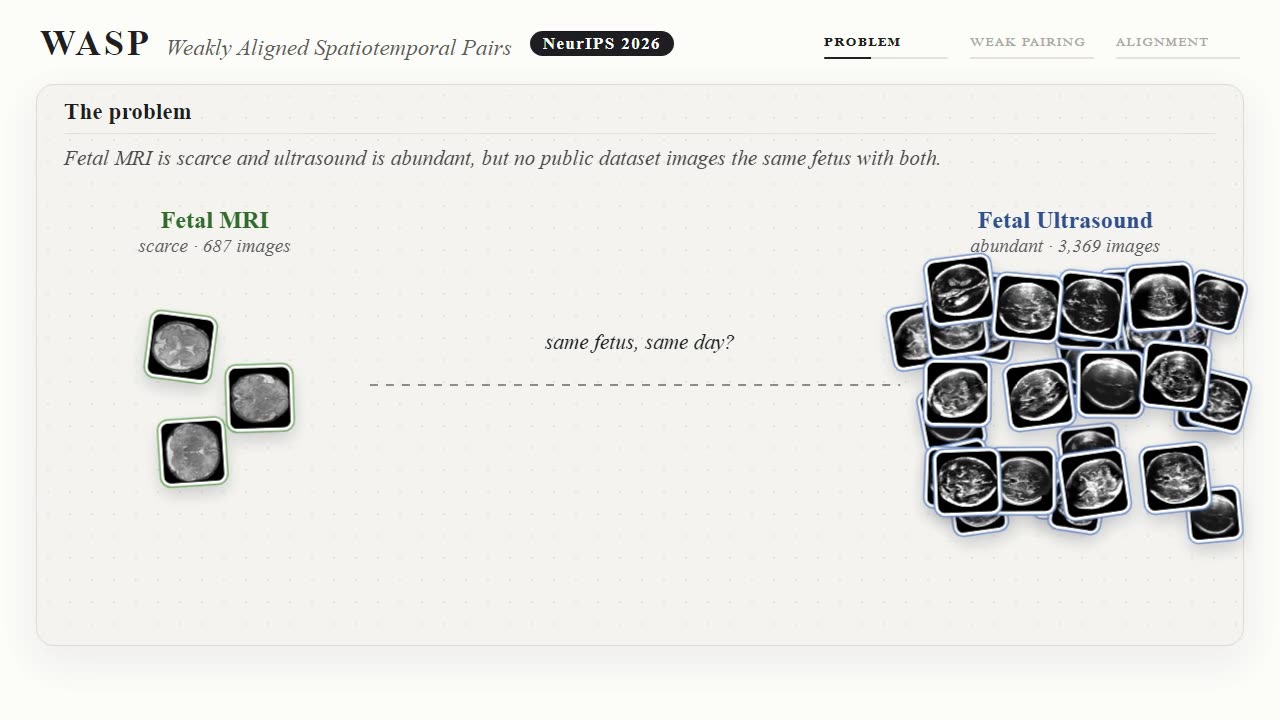 WASP Weakly Aligned Spatiotemporal Pairs NeurIPS 2026
PROBLEM WEAK PAIRING ALIGNMENT
The problem
Fetal MRI is scarce and ultrasound is abundant, but no public dataset images the same fetus with both.
Fetal MRI
scarce · 687 images
Fetal Ultrasound
abundant · 3,369 images
same fetus, same day?